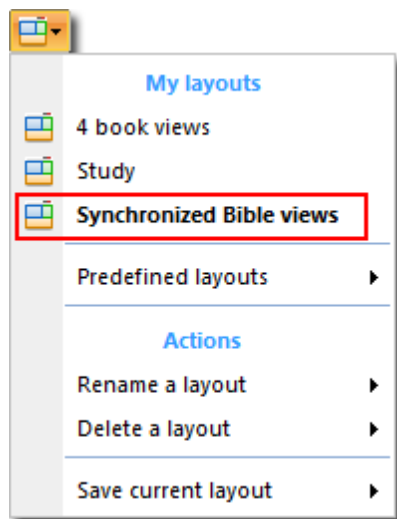 My layouts
4 book views
Study
Synchronized Bible views
Predefined layouts
Actions
Rename a layout
Delete a layout
Save current layout